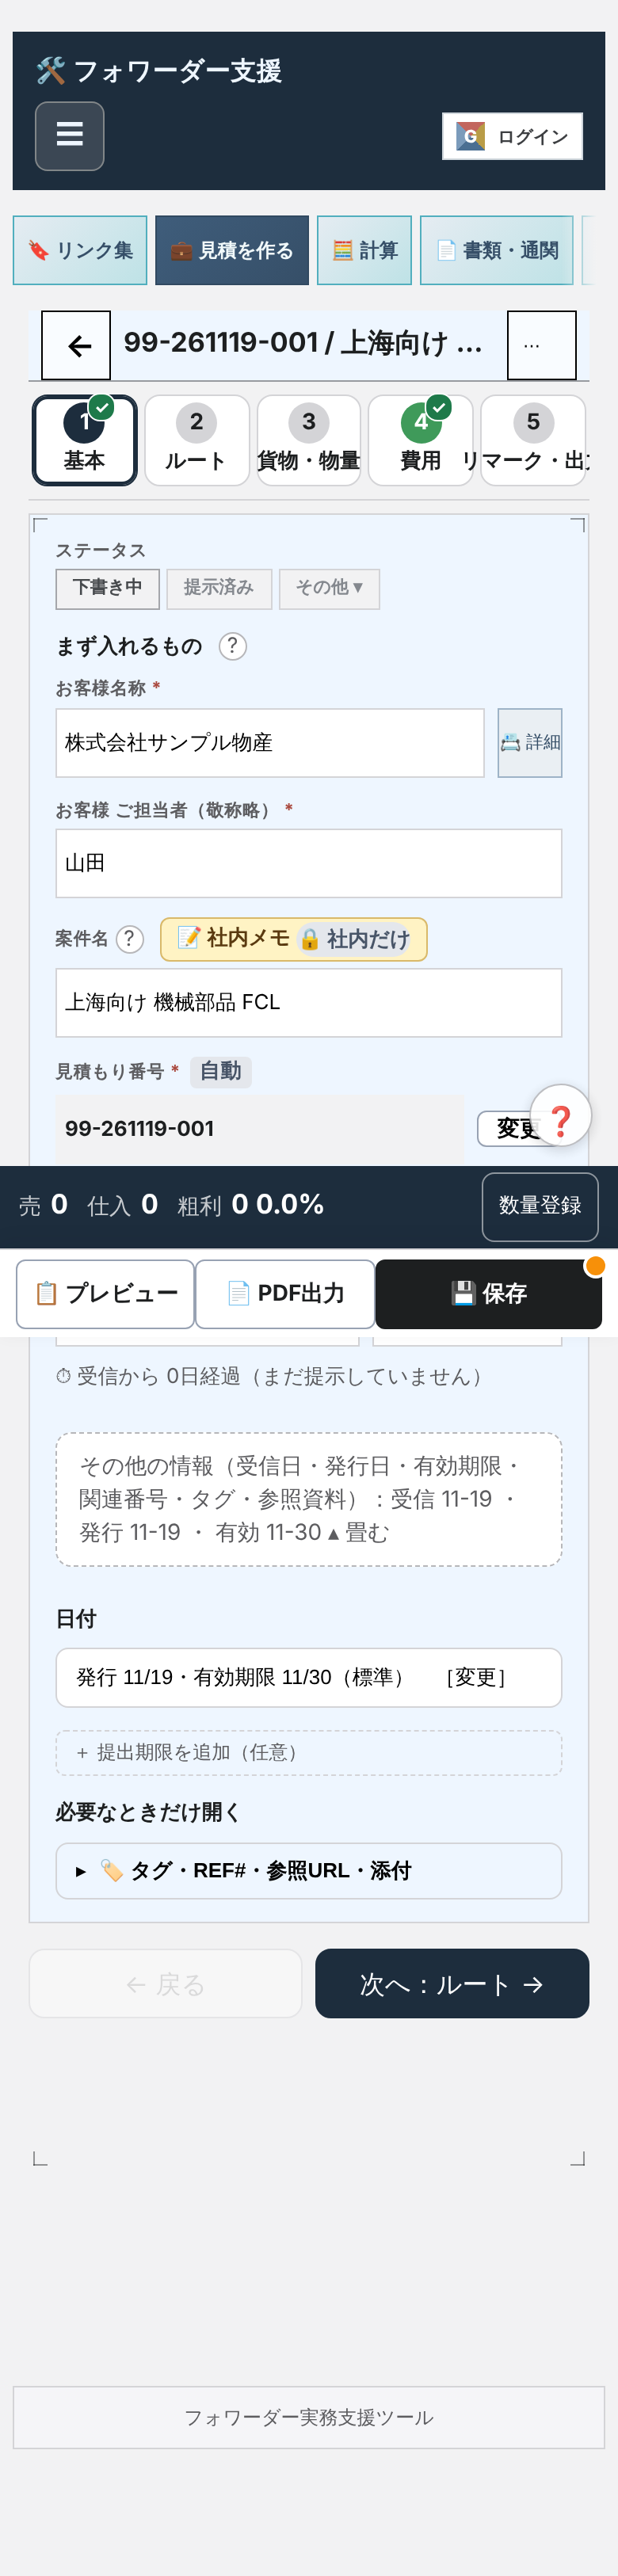 🛠️ フォワーダー支援
☰
G ログイン
🔖 リンク集
💼 見積を作る
🧮 計算
📄 書類・通関
← 99-261119-001 / 上海向け … …
1 基本
2 ルート
3 貨物・物量
4 費用
5 リマーク・出
ステータス
下書き中 提示済み その他 ▾
まず入れるもの ?
お客様名称 *
株式会社サンプル物産 📇 詳細
お客様 ご担当者（敬称略） *
山田
案件名 ? 📝 社内メモ 🔒 社内だけ
上海向け 機械部品 FCL
見積もり番号 * 自動
99-261119-001 変更 ❓
売 0 仕入 0 粗利 0 0.0% 数量登録
📋 プレビュー 📄 PDF出力 💾 保存
⏱ 受信から 0日経過（まだ提示していません）
その他の情報（受信日・発行日・有効期限・
関連番号・タグ・参照資料）：受信 11-19 ・
発行 11-19 ・ 有効 11-30 ▴ 畳む
日付
発行 11/19・有効期限 11/30（標準） ［変更］
＋ 提出期限を追加（任意）
必要なときだけ開く
▸ 🏷️ タグ・REF#・参照URL・添付
← 戻る 次へ：ルート →
フォワーダー実務支援ツール